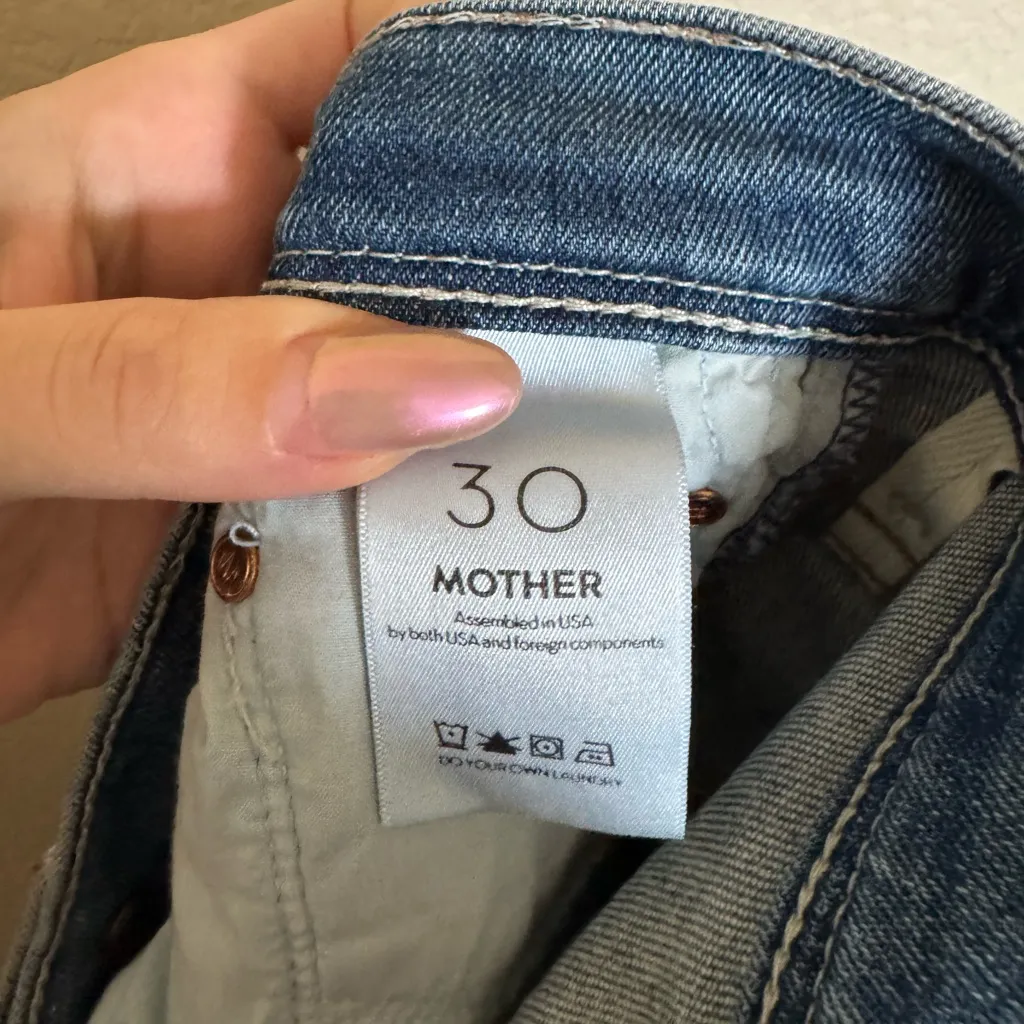 30
MOTHER
Assembled in USA
by both USA and foreign components
DO YOUR OWN LAUNDRY